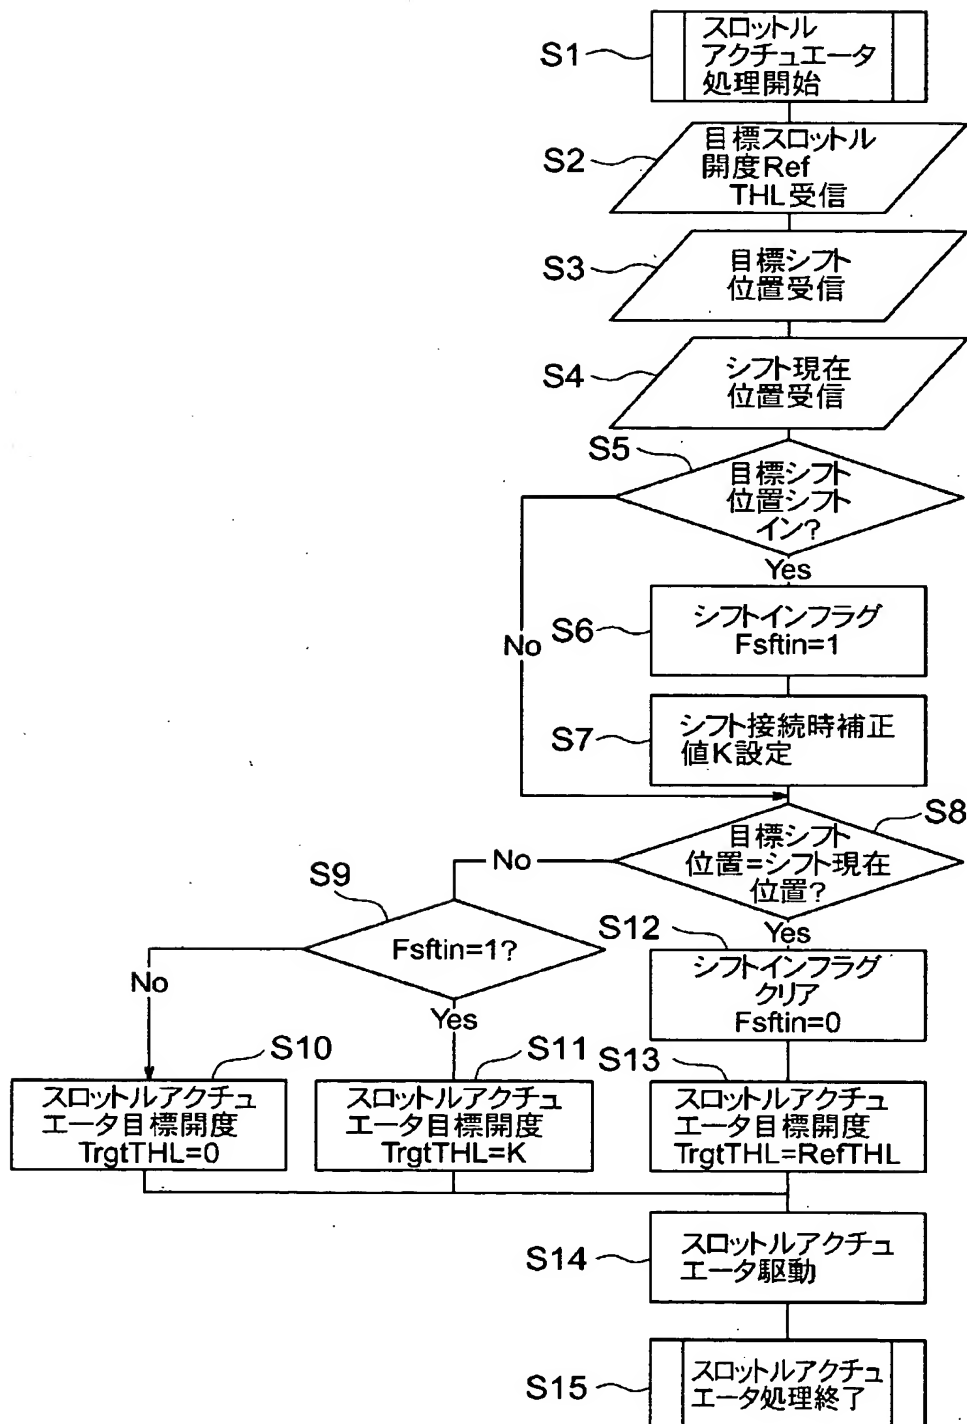 S1
スロットル
アクチュエータ
処理開始
S2
目標スロットル
開度Ref
THL受信
S3
目標シフト
位置受信
S4
シフト現在
位置受信
S5
目標シフト
位置シフト
イン?
Yes
No
S6
シフトインフラグ
Fsftin=1
S7
シフト接続時補正
値K設定
S8
目標シフト
位置=シフト現在
位置?
No
Yes
S9
Fsftin=1?
No
Yes
S12
シフトインフラグ
クリア
Fsftin=0
S10
スロットルアクチュ
エータ目標開度
TrgtTHL=0
S11
スロットルアクチュ
エータ目標開度
TrgtTHL=K
S13
スロットルアクチュ
エータ目標開度
TrgtTHL=RefTHL
S14
スロットルアクチュ
エータ駆動
S15
スロットルアクチュ
エータ処理終了